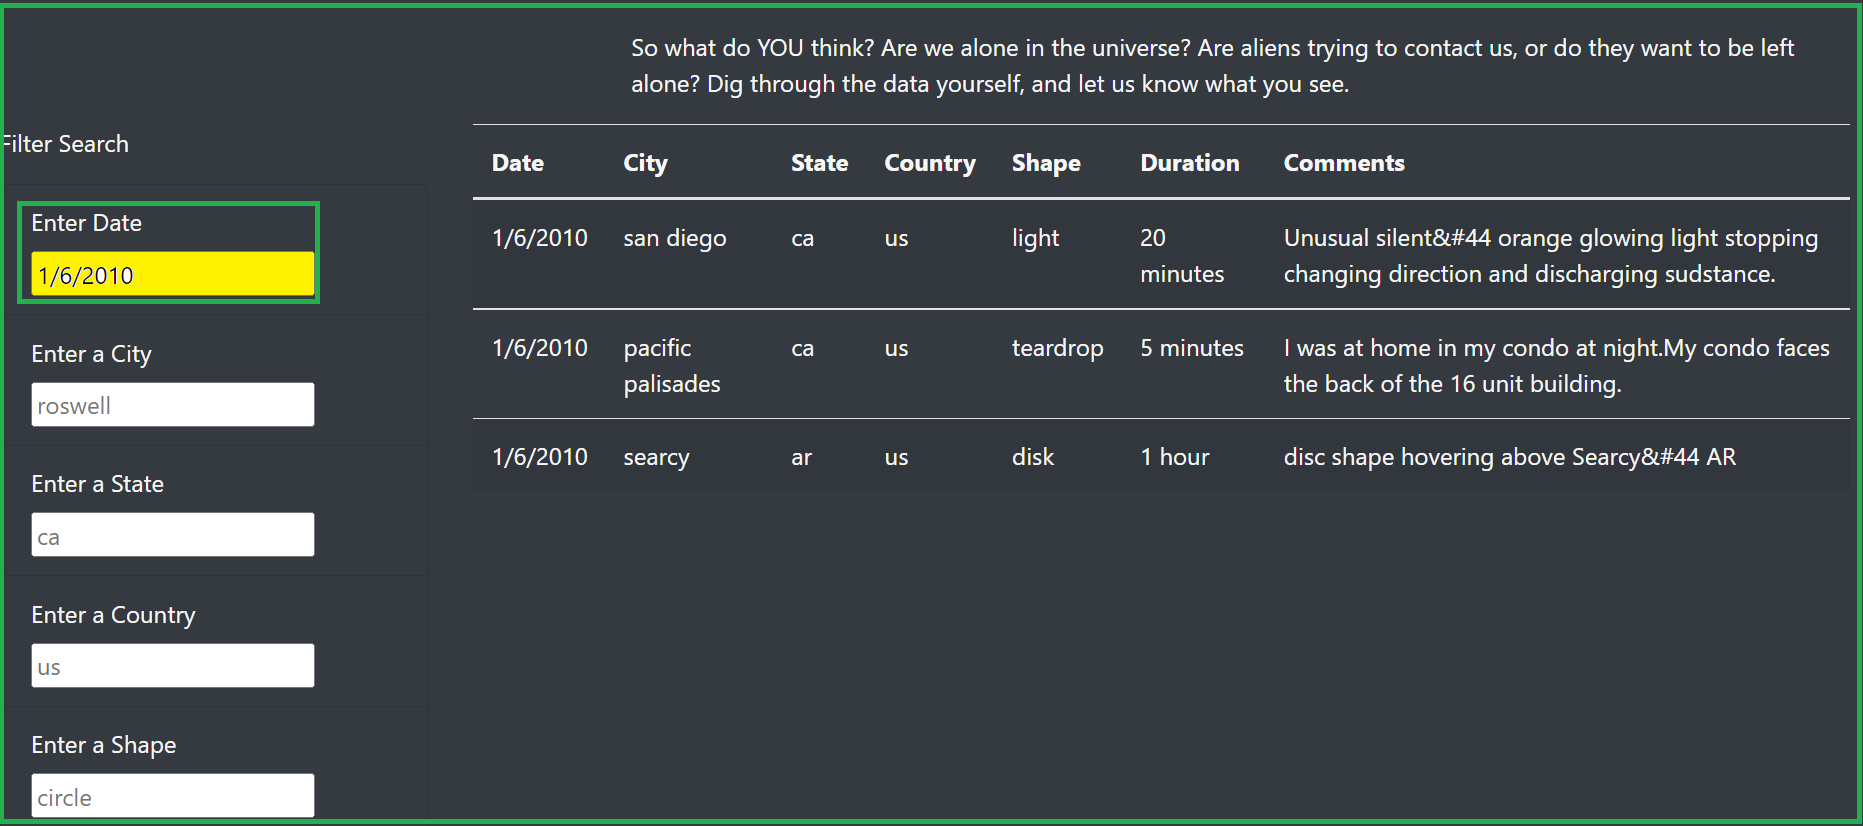 So what do YOU think? Are we alone in the universe? Are aliens trying to contact us, or do they want to be left
alone? Dig through the data yourself, and let us know what you see.
Filter Search
Enter Date
1/6/2010
Enter a City
roswell
Enter a State
ca
Enter a Country
us
Enter a Shape
circle
Date City State Country Shape Duration Comments
1/6/2010 san diego ca us light 20 Unusual silent&#44 orange glowing light stopping
minutes changing direction and discharging sudstance.
1/6/2010 pacific ca us teardrop 5 minutes I was at home in my condo at night.My condo faces
palisades the back of the 16 unit building.
1/6/2010 searcy ar us disk 1 hour disc shape hovering above Searcy&#44 AR